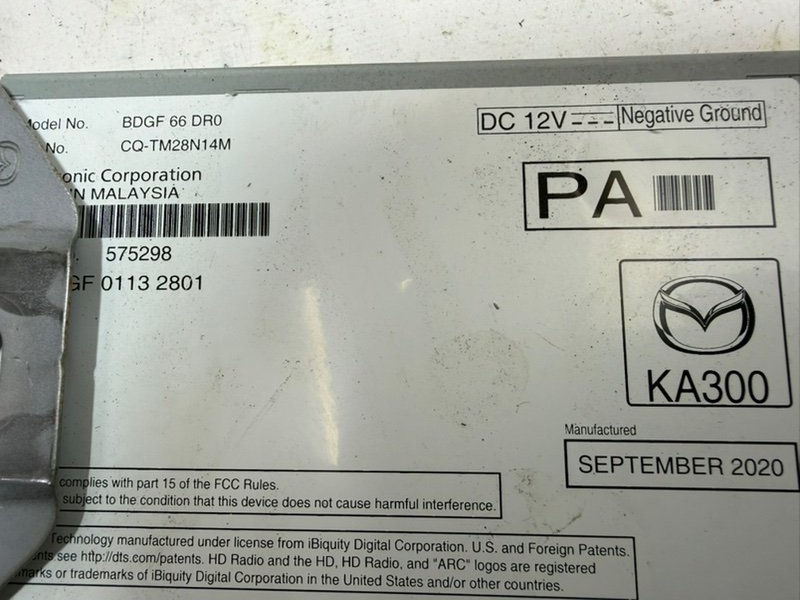 Model No. BDGF 66 DR0
No. CQ-TM28N14M
onic Corporation
IN MALAYSIA
575298
GF 0113 2801
DC 12V Negative Ground
PA
KA300
Manufactured
SEPTEMBER 2020
complies with part 15 of the FCC Rules.
subject to the condition that this device does not cause harmful interference.
Technology manufactured under license from iBiquity Digital Corporation. U.S. and Foreign Patents.
ents see http://dts.com/patents. HD Radio and the HD, HD Radio, and "ARC" logos are registered
marks or trademarks of iBiquity Digital Corporation in the United States and/or other countries.